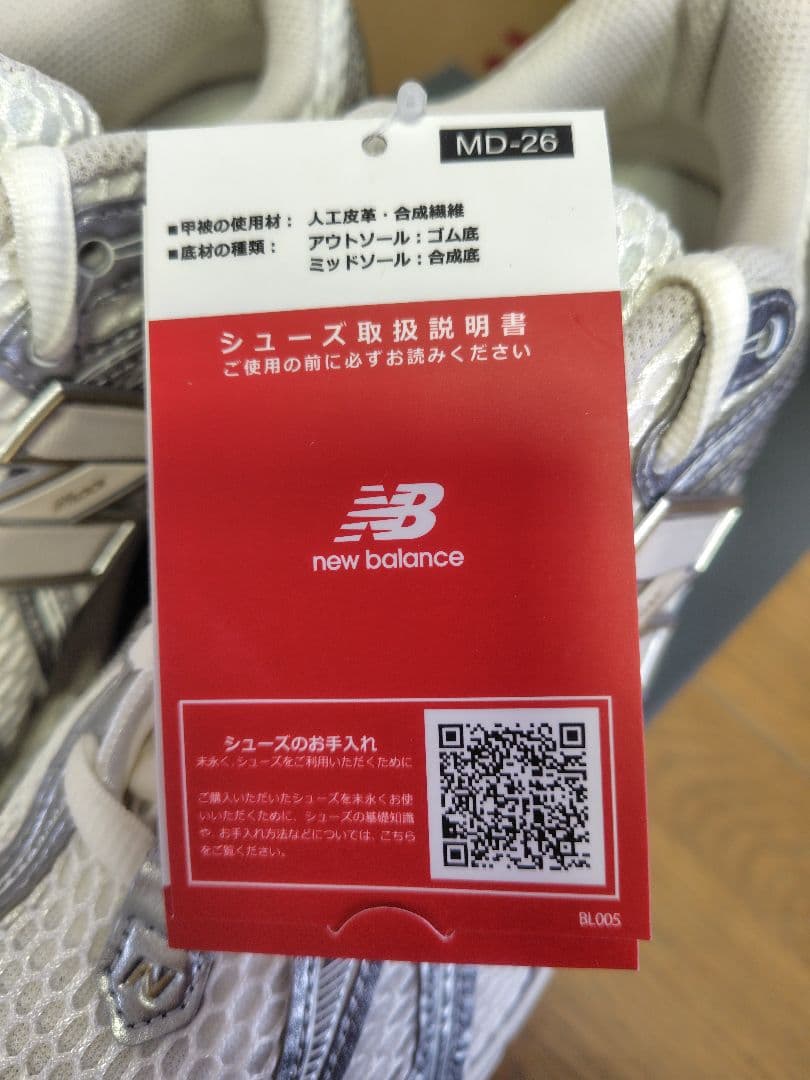 MD-26
■甲被の使用材： 人工皮革・合成繊維
■底材の種類： アウトソール：ゴム底
ミッドソール：合成底
シューズ取扱説明書
ご使用の前に必ずお読みください
NB
new balance
シューズのお手入れ
末永く、シューズをご利用いただくために
ご購入いただいたシューズを末永くお使
いいただくために、シューズの基礎知識
や、お手入れ方法などについては、こちら
をご覧ください。
BL005
N